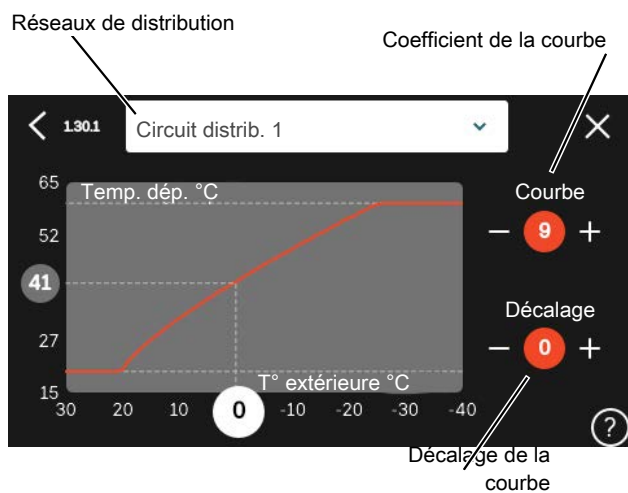 Réseaux de distribution
Coefficient de la courbe
1.30.1
Circuit distrib. 1
65
Temp. dép. °C
Courbe
52
9
41
Décalage
27
0
T° extérieure °C
15
30 20 10 0 -10 -20 -30 -40
?
Décalage de la
courbe